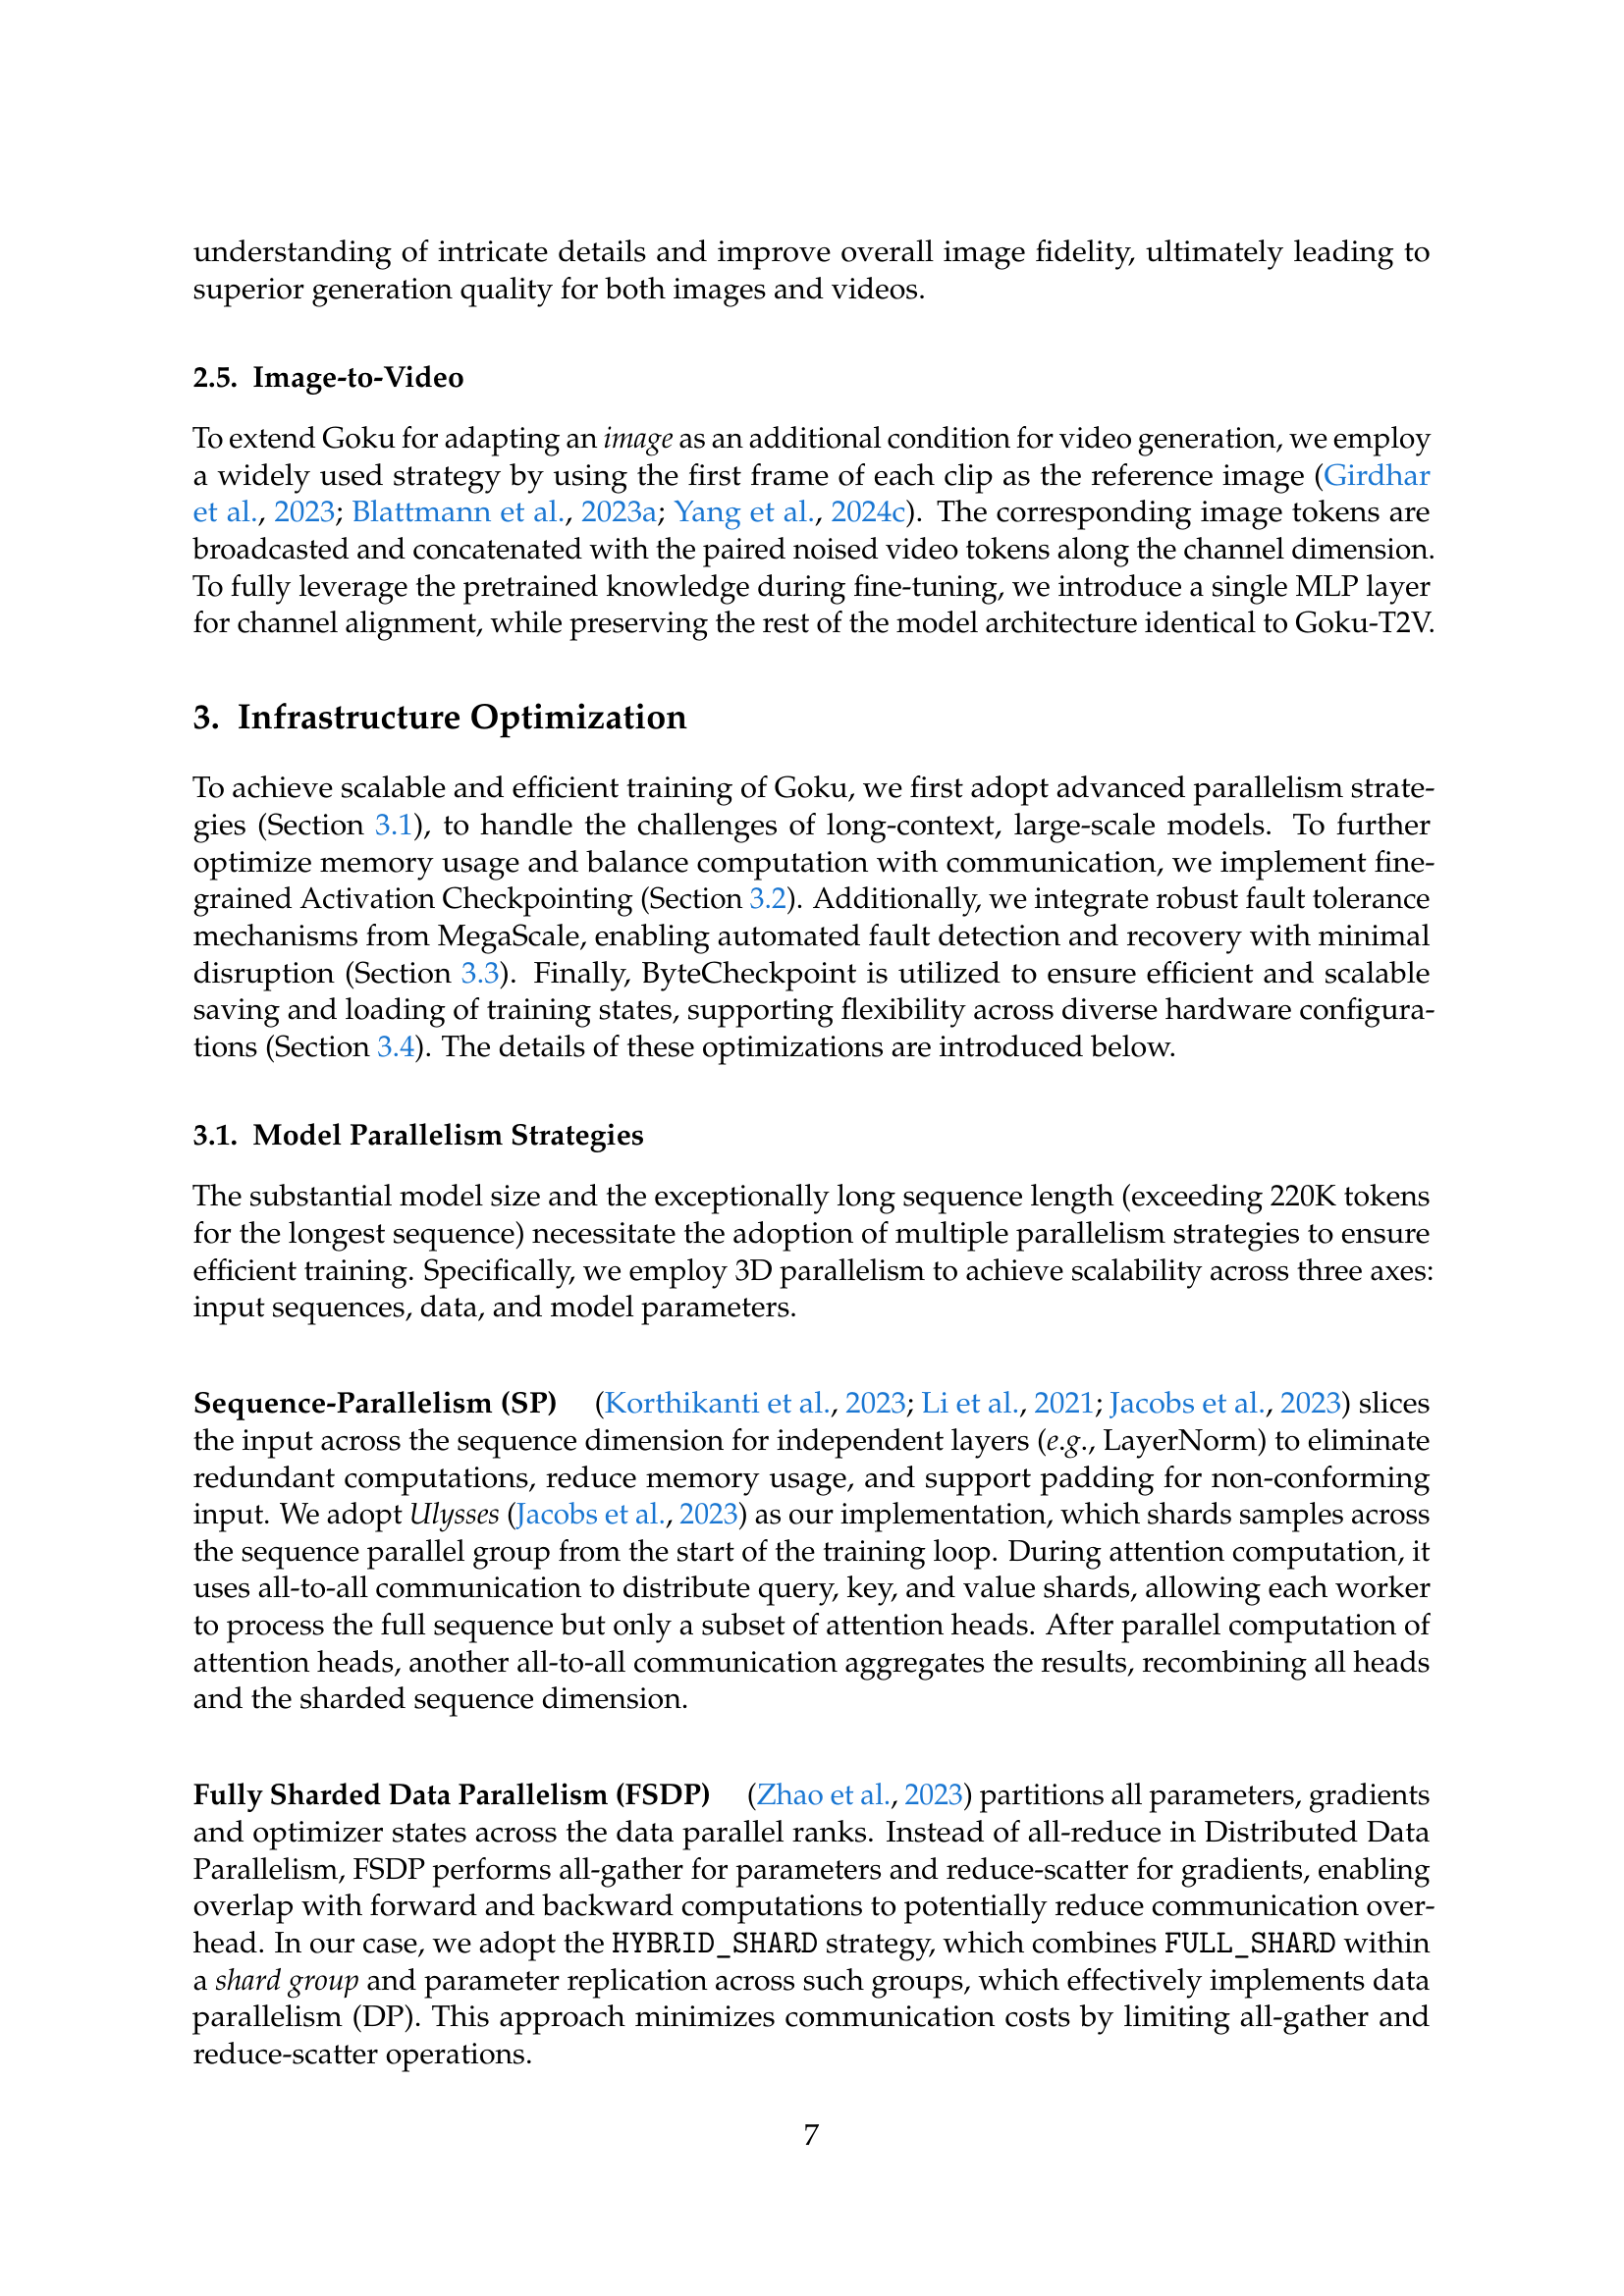 understanding of intricate details and improve overall image fidelity, ultimately leading to
superior generation quality for both images and videos.
2.5. Image-to-Video
To extend Goku for adapting an image as an additional condition for video generation, we employ
a widely used strategy by using the first frame of each clip as the reference image (Girdhar
et al., 2023; Blattmann et al., 2023a; Yang et al., 2024c). The corresponding image tokens are
broadcasted and concatenated with the paired noised video tokens along the channel dimension.
To fully leverage the pretrained knowledge during fine-tuning, we introduce a single MLP layer
for channel alignment, while preserving the rest of the model architecture identical to Goku-T2V.
3. Infrastructure Optimization
To achieve scalable and efficient training of Goku, we first adopt advanced parallelism strate-
gies (Section 3.1), to handle the challenges of long-context, large-scale models. To further
optimize memory usage and balance computation with communication, we implement fine-
grained Activation Checkpointing (Section 3.2). Additionally, we integrate robust fault tolerance
mechanisms from MegaScale, enabling automated fault detection and recovery with minimal
disruption (Section 3.3). Finally, ByteCheckpoint is utilized to ensure efficient and scalable
saving and loading of training states, supporting flexibility across diverse hardware configura-
tions (Section 3.4). The details of these optimizations are introduced below.
3.1. Model Parallelism Strategies
The substantial model size and the exceptionally long sequence length (exceeding 220K tokens
for the longest sequence) necessitate the adoption of multiple parallelism strategies to ensure
efficient training. Specifically, we employ 3D parallelism to achieve scalability across three axes:
input sequences, data, and model parameters.
Sequence-Parallelism (SP) (Korthikanti et al., 2023; Li et al., 2021; Jacobs et al., 2023) slices
the input across the sequence dimension for independent layers (e.g., LayerNorm) to eliminate
redundant computations, reduce memory usage, and support padding for non-conforming
input. We adopt Ulysses (Jacobs et al., 2023) as our implementation, which shards samples across
the sequence parallel group from the start of the training loop. During attention computation, it
uses all-to-all communication to distribute query, key, and value shards, allowing each worker
to process the full sequence but only a subset of attention heads. After parallel computation of
attention heads, another all-to-all communication aggregates the results, recombining all heads
and the sharded sequence dimension.
Fully Sharded Data Parallelism (FSDP) (Zhao et al., 2023) partitions all parameters, gradients
and optimizer states across the data parallel ranks. Instead of all-reduce in Distributed Data
Parallelism, FSDP performs all-gather for parameters and reduce-scatter for gradients, enabling
overlap with forward and backward computations to potentially reduce communication over-
head. In our case, we adopt the HYBRID_SHARD strategy, which combines FULL_SHARD within
a shard group and parameter replication across such groups, which effectively implements data
parallelism (DP). This approach minimizes communication costs by limiting all-gather and
reduce-scatter operations.
7